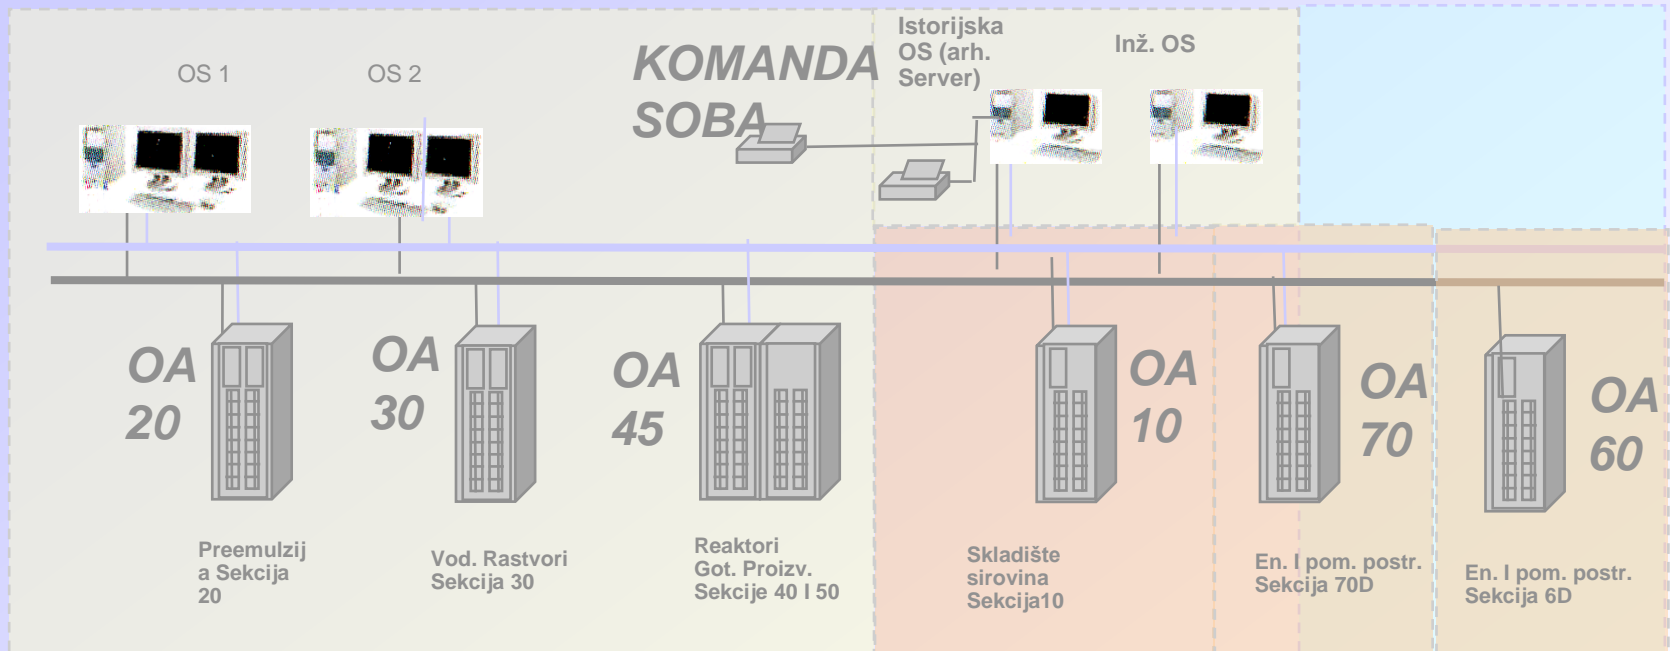 OS 1
OS 2
KOMANDA
SOBA
Istorijska
OS (arh.
Server)
Inž. OS
OA
20
OA
30
OA
45
OA
10
OA
70
OA
60
Preemulzij
a Sekcija
20
Vod. Rastvori
Sekcija 30
Reaktori
Got. Proizv.
Sekcije 40 I 50
Skladište
sirovina
Sekcija10
En. I pom. postr.
Sekcija 70D
En. I pom. postr.
Sekcija 6D